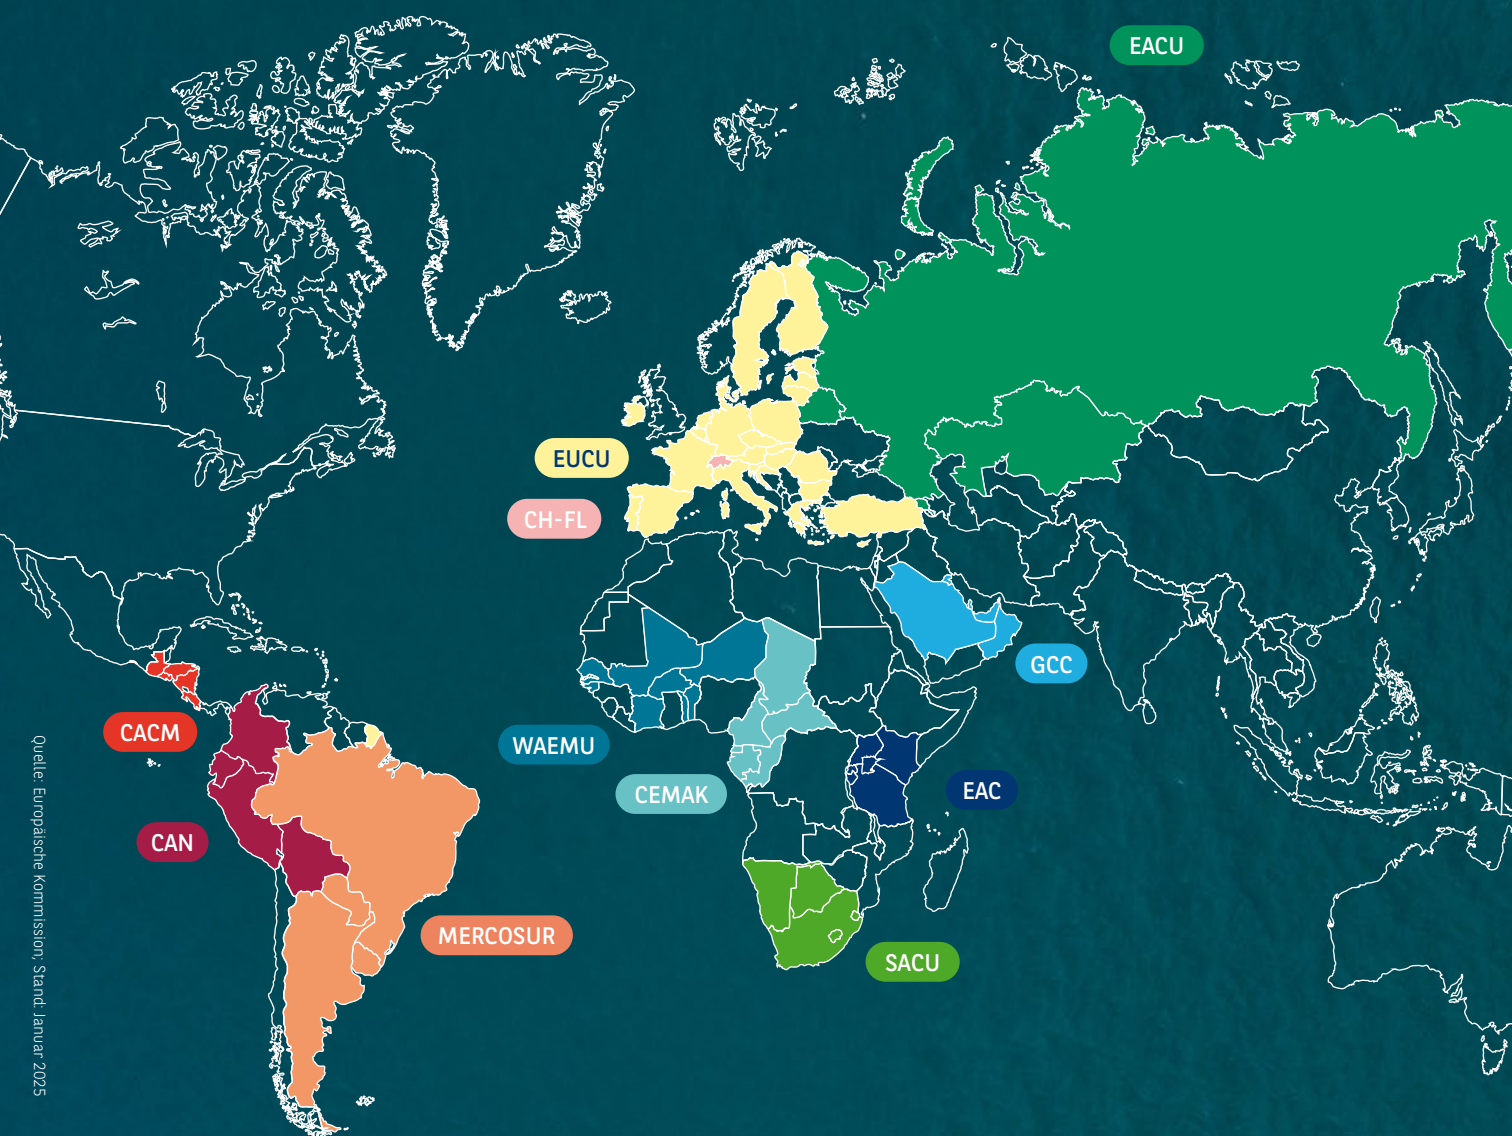 EACU
EUCU
CH-FL
GCC
CACM
WAEMU
CEMAK
EAC
CAN
MERCOSUR
SACU
Quelle: Europäische Kommission; Stand: Januar 2025